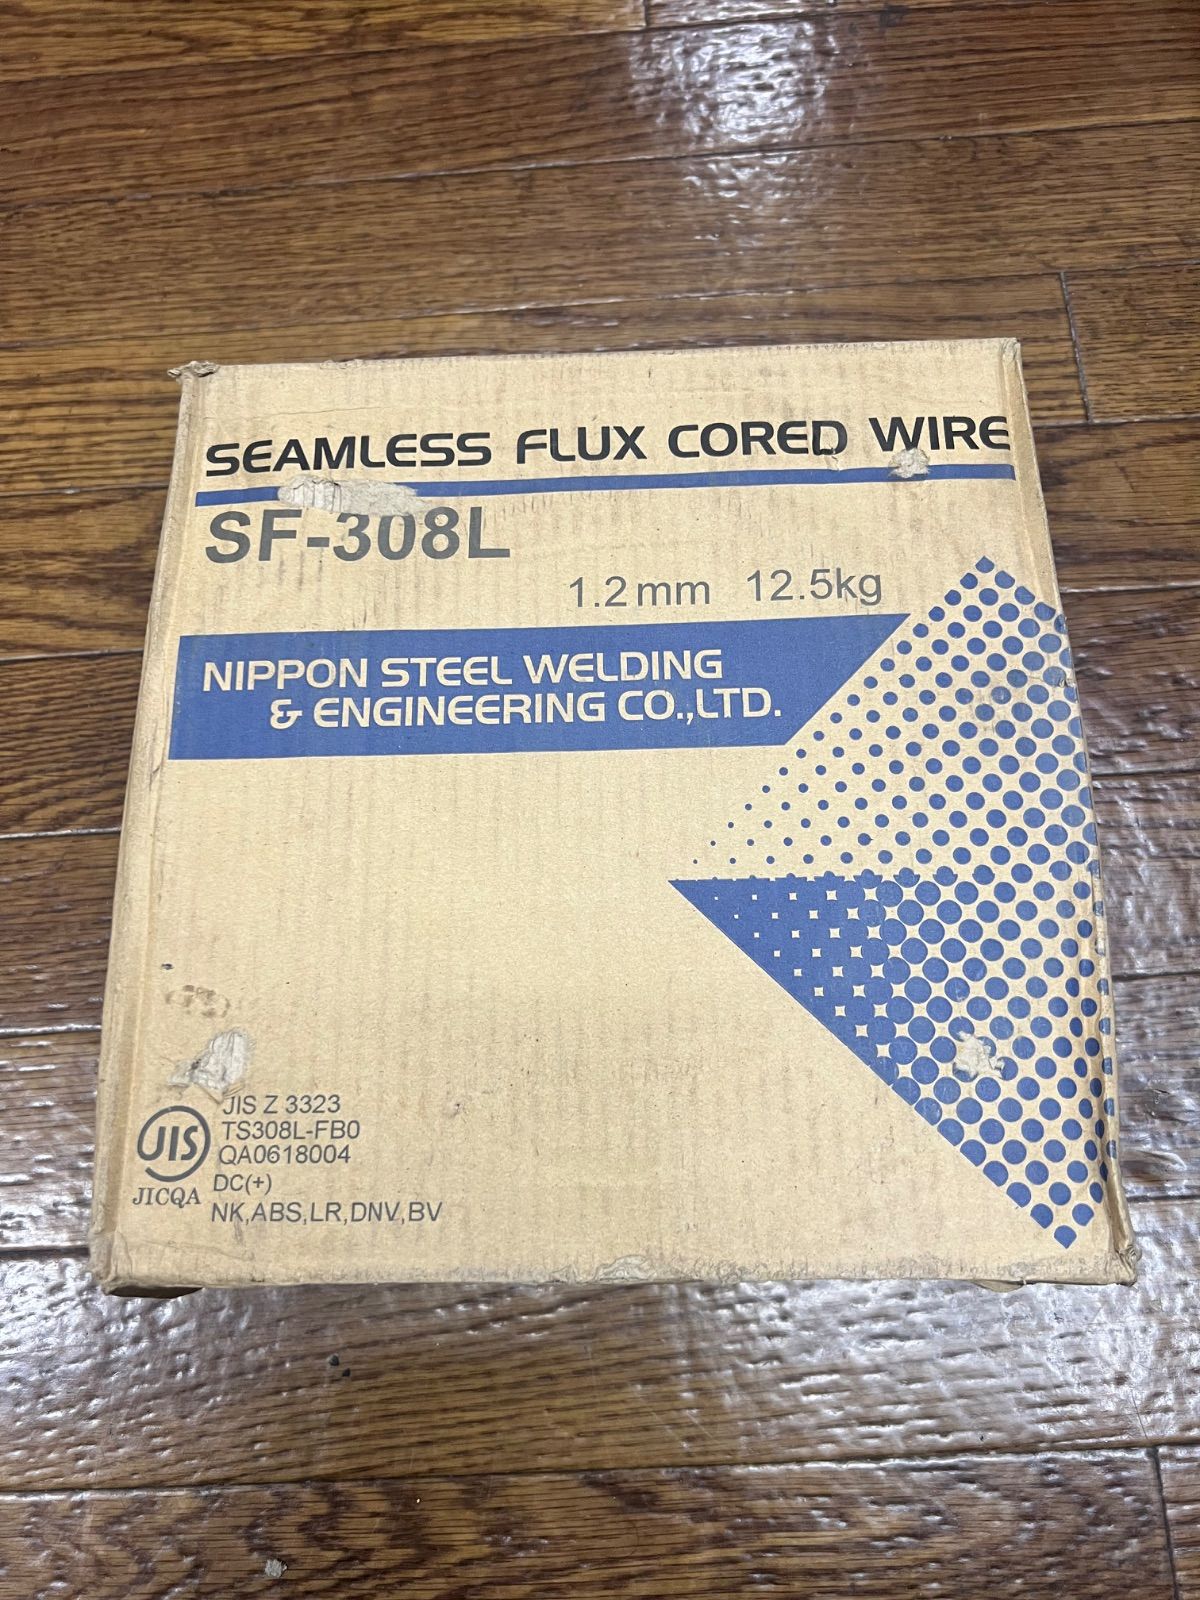 SEAMLESS FLUX CORED WIRE
SF-308L
1.2mm 12.5kg
NIPPON STEEL WELDING
& ENGINEERING CO.,LTD.
JIS Z 3323
TS308L-FB0
QA0618004
DC(+)
NK,ABS,LR,DNV,BV
JIS
JICQA